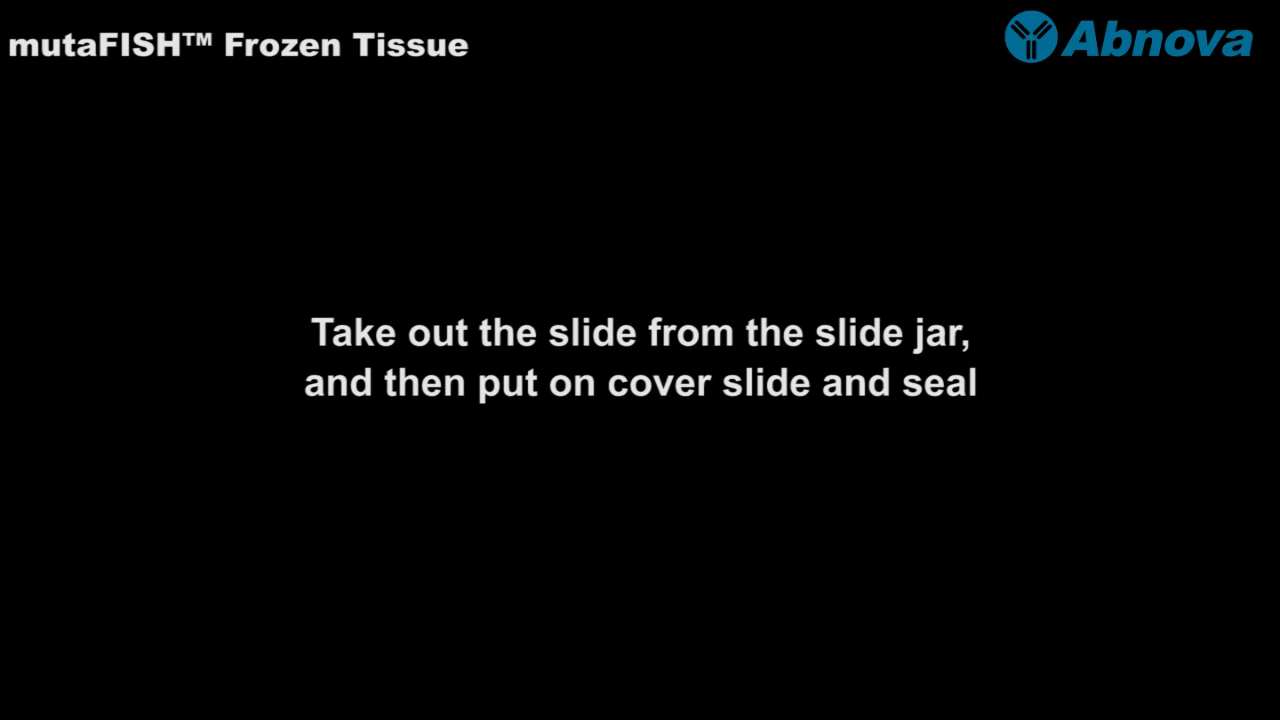 mutaFISH™ Frozen Tissue
Abnova
Take out the slide from the slide jar,
and then put on cover slide and seal